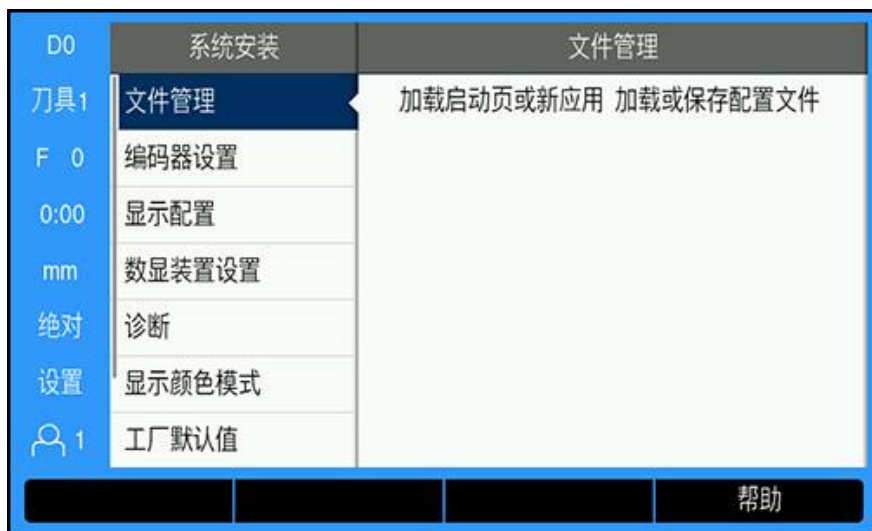 D0
系统安装
文件管理
刀具1
文件管理
加载启动页或新应用 加载或保存配置文件
F 0
编码器设置
0:00
显示配置
mm
数显装置设置
绝对
诊断
设置
显示颜色模式
1
工厂默认值
帮助